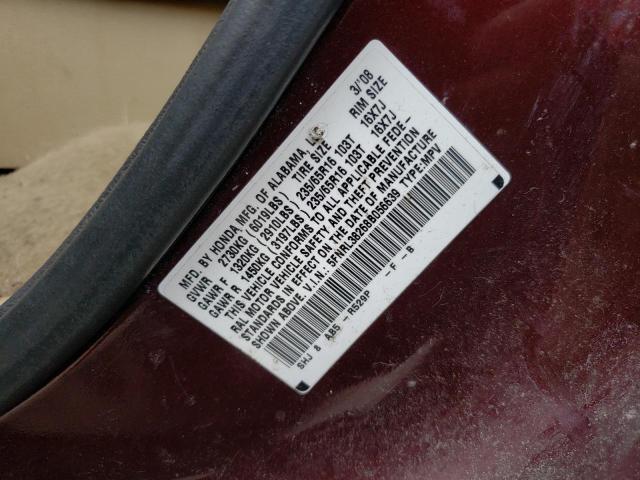 MFD. BY HONDA MFG. OF ALABAMA, LLC 3/'08
GVWR 2730KG (6019LBS) TIRE SIZE RIM SIZE
GAWR F 1320KG (2910LBS) 235/65R16 103T 16X7J
GAWR R 1450KG (3197LBS) 235/65R16 103T 16X7J
THIS VEHICLE CONFORMS TO ALL APPLICABLE FEDE-
RAL MOTOR VEHICLE SAFETY AND THEFT PREVENTION
STANDARDS IN EFFECT ON THE DATE OF MANUFACTURE
SHOWN ABOVE. V.I.N.: 5FNRL38268B056639 TYPE:MPV
SHJ 8 AB5 - R529P - F - B